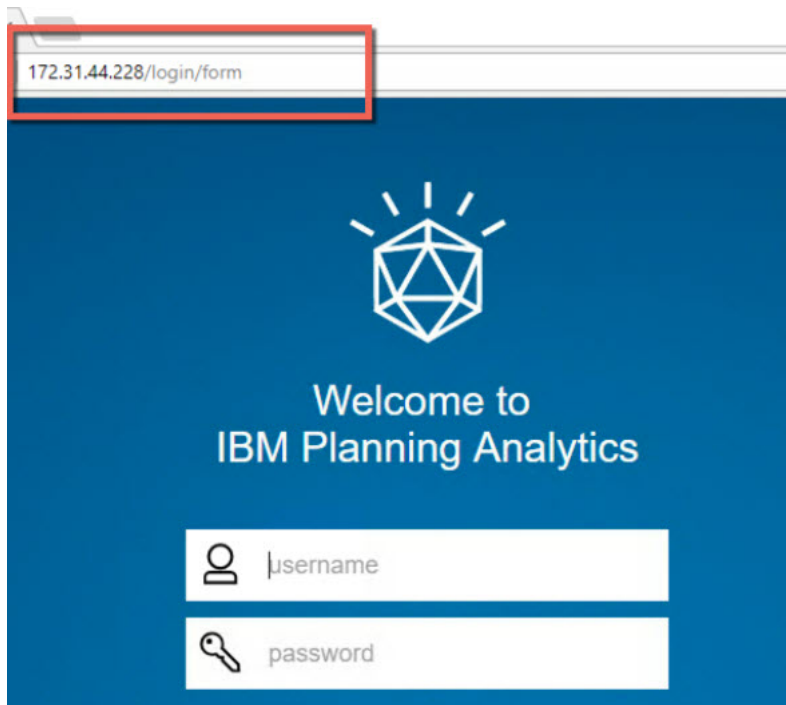 172.31.44.228/login/form
Welcome to
IBM Planning Analytics
username
password